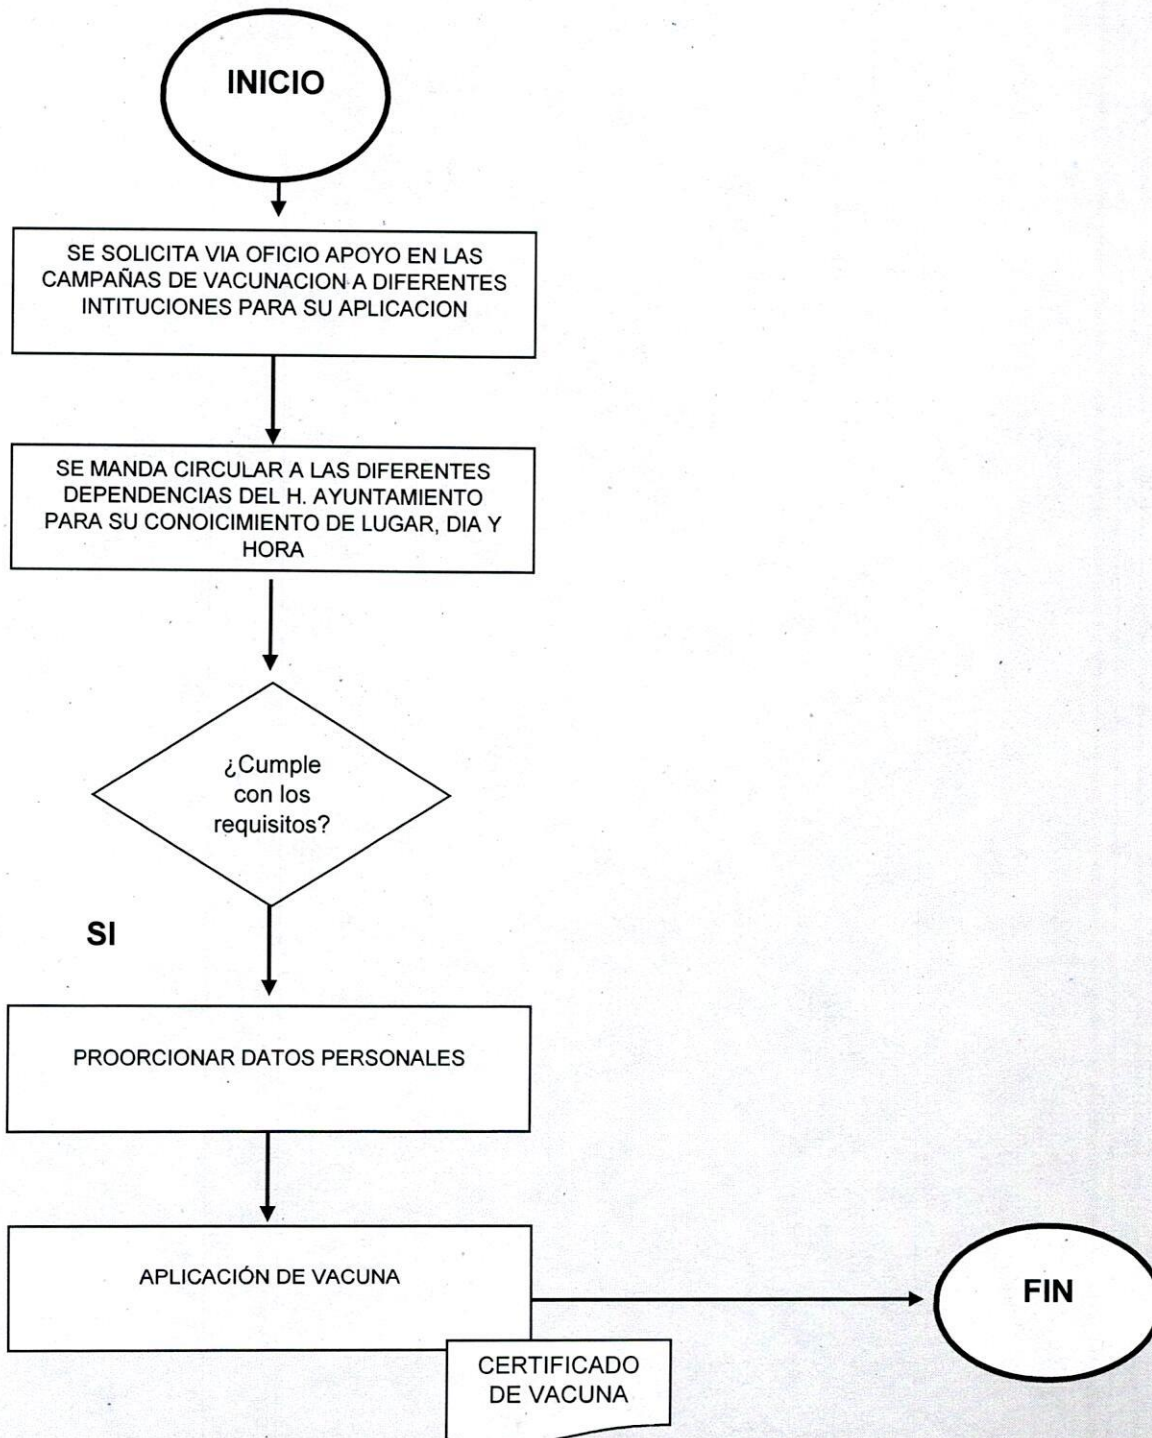 INICIO
SE SOLICITA VIA OFICIO APOYO EN LAS
CAMPAÑAS DE VACUNACION A DIFERENTES
INTITUCIONES PARA SU APLICACION
SE MANDA CIRCULAR A LAS DIFERENTES
DEPENDENCIAS DEL H. AYUNTAMIENTO
PARA SU CONOICIMIENTO DE LUGAR, DIA Y
HORA
¿Cumple
con los
requisitos?
SI
PROORCIONAR DATOS PERSONALES
APLICACIÓN DE VACUNA
FIN
CERTIFICADO
DE VACUNA